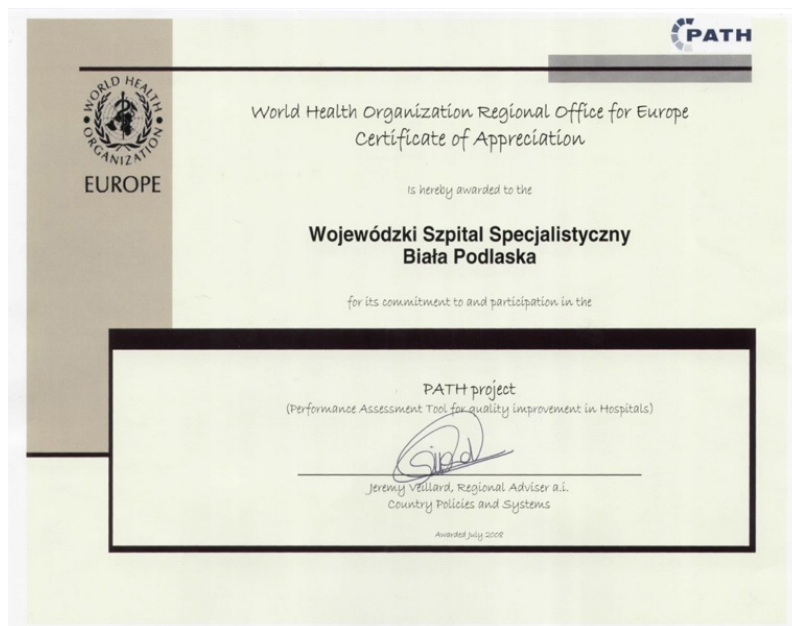 PATH
WORLD HEALTH ORGANIZATION
EUROPE
World Health Organization Regional Office for Europe
Certificate of Appreciation
Is hereby awarded to the
Wojewódzki Szpital Specjalistyczny
Biała Podlaska
for its commitment to and participation in the
PATH project
(Performance Assessment Tool for quality improvement in Hospitals)
Jeremy Veillard, Regional Adviser a.i.
Country Policies and Systems
Awarded July 2008